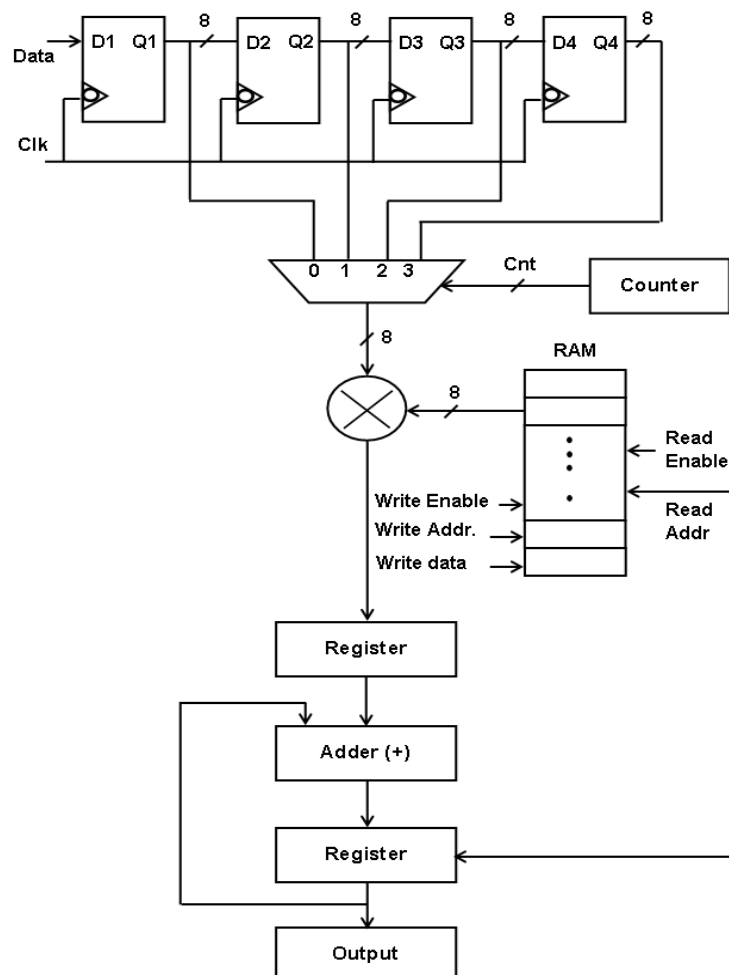 8 8 8 8
D1 Q1 D2 Q2 D3 Q3 D4 Q4
Data
Clk
0 1 2 3
Cnt
Counter
8
RAM
8
Read
Enable
Write Enable
Read
Addr
Write Addr.
Write data
Register
Adder (+)
Register
Output